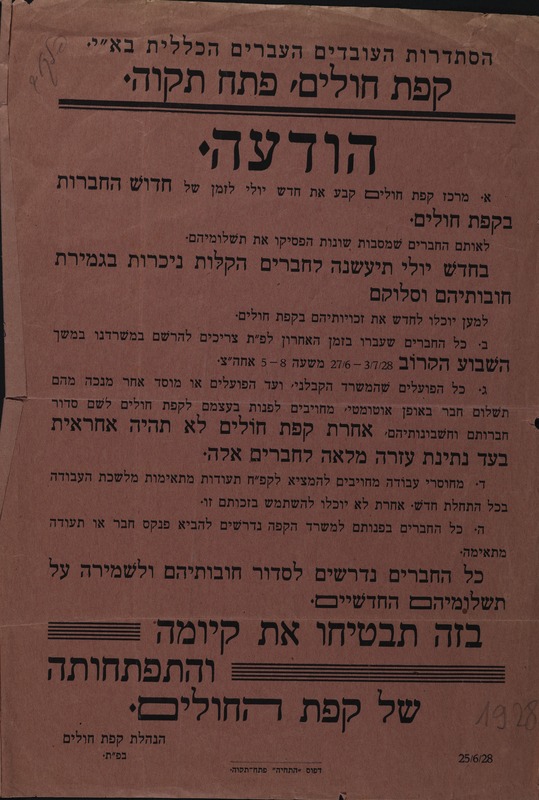 הסתדרות העובדים העברים הכללית בא״י.
קפת חולים, פתח תקוה.
הודעה.
א. מרכז קפת חולים קבע את חדש יולי לזמן של חדוש החברות
בקפת חולים.
לאותם החברים שמסבות שונות הפסיקו את תשלומיהם.
בחדש יולי תיעשנה לחברים הקלות ניכרות בגמירת
חובותיהם וסלוקם
למען יוכלו לחדש את זכויותיהם בקפת חולים.
ב. כל החברים שעברו בזמן האחרון לפ״ת צריכים להרשם במשרדנו במשך
השבוע הקרוב 27/6 – 3/7/28 משעה 8 – 5 אחה״צ.
ג. כל הפועלים שהמשרד הקבלני, ועד הפועלים או מוסד אחר מנכה מהם
תשלום חבר באופן אוטומטי, מחויבים לפנות בעצמם לקפת חולים לשם סדור
חברותם וחשבונותיהם, אחרת קפת חולים לא תהיה אחראית
בעד נתינת עזרה מלאה לחברים אלה.
ד. מחוסרי עבודה מחויבים להמציא לקפ״ח תעודות מתאימות מלשכת העבודה
בכל התחלת חדש. אחרת לא יוכלו להשתמש בזכותם זו.
ה. כל החברים בפנותם למשרד הקפה נדרשים להביא פנקס חבר או תעודה
מתאימה.
כל החברים נדרשים לסדור חובותיהם ולשמירה על
תשלומיהם החדשיים.
בזה תבטיחו את קיומה
והתפתחותה
של קפת החולים.
1928
הנהלת קפת חולים
בפ״ת.
25/6/28
דפוס «התחיה» פתח־תקוה.